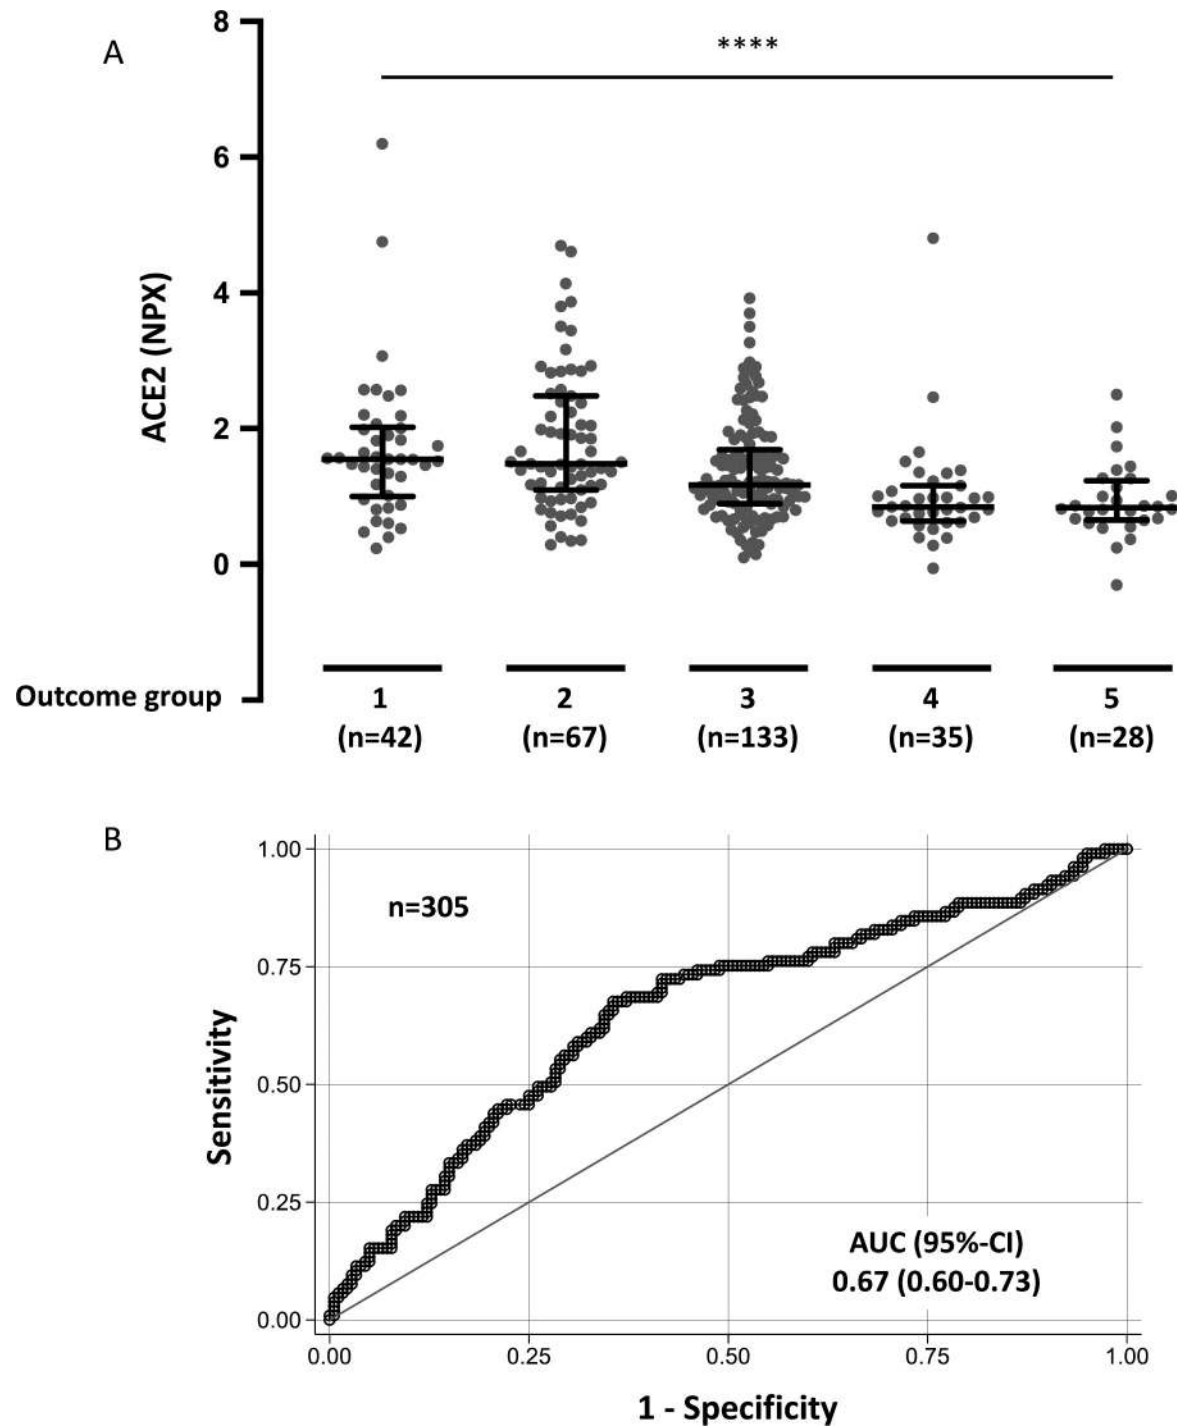 A
****
8
6
4
2
0
ACE2 (NPX)
Outcome group
1 2 3 4 5
(n=42) (n=67) (n=133) (n=35) (n=28)
B
1.00
0.75
0.50
0.25
0.00
Sensitivity
n=305
AUC (95%-CI)
0.67 (0.60-0.73)
0.00 0.25 0.50 0.75 1.00
1 - Specificity